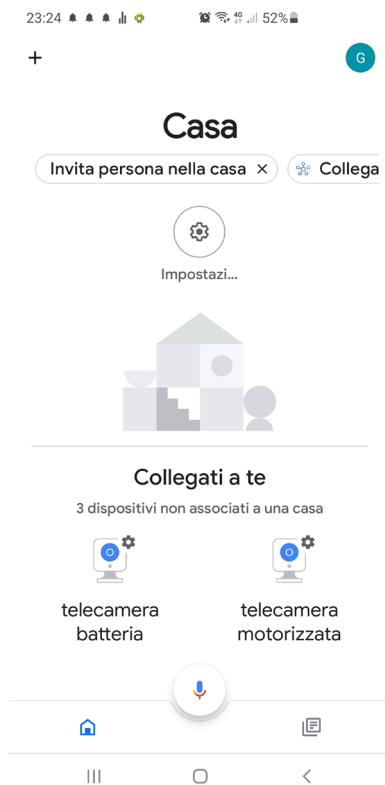 23:24 4G 52%
G
Casa
Invita persona nella casa
Collega
Impostazi...
Collegati a te
3 dispositivi non associati a una casa
telecamera
batteria
telecamera
motorizzata